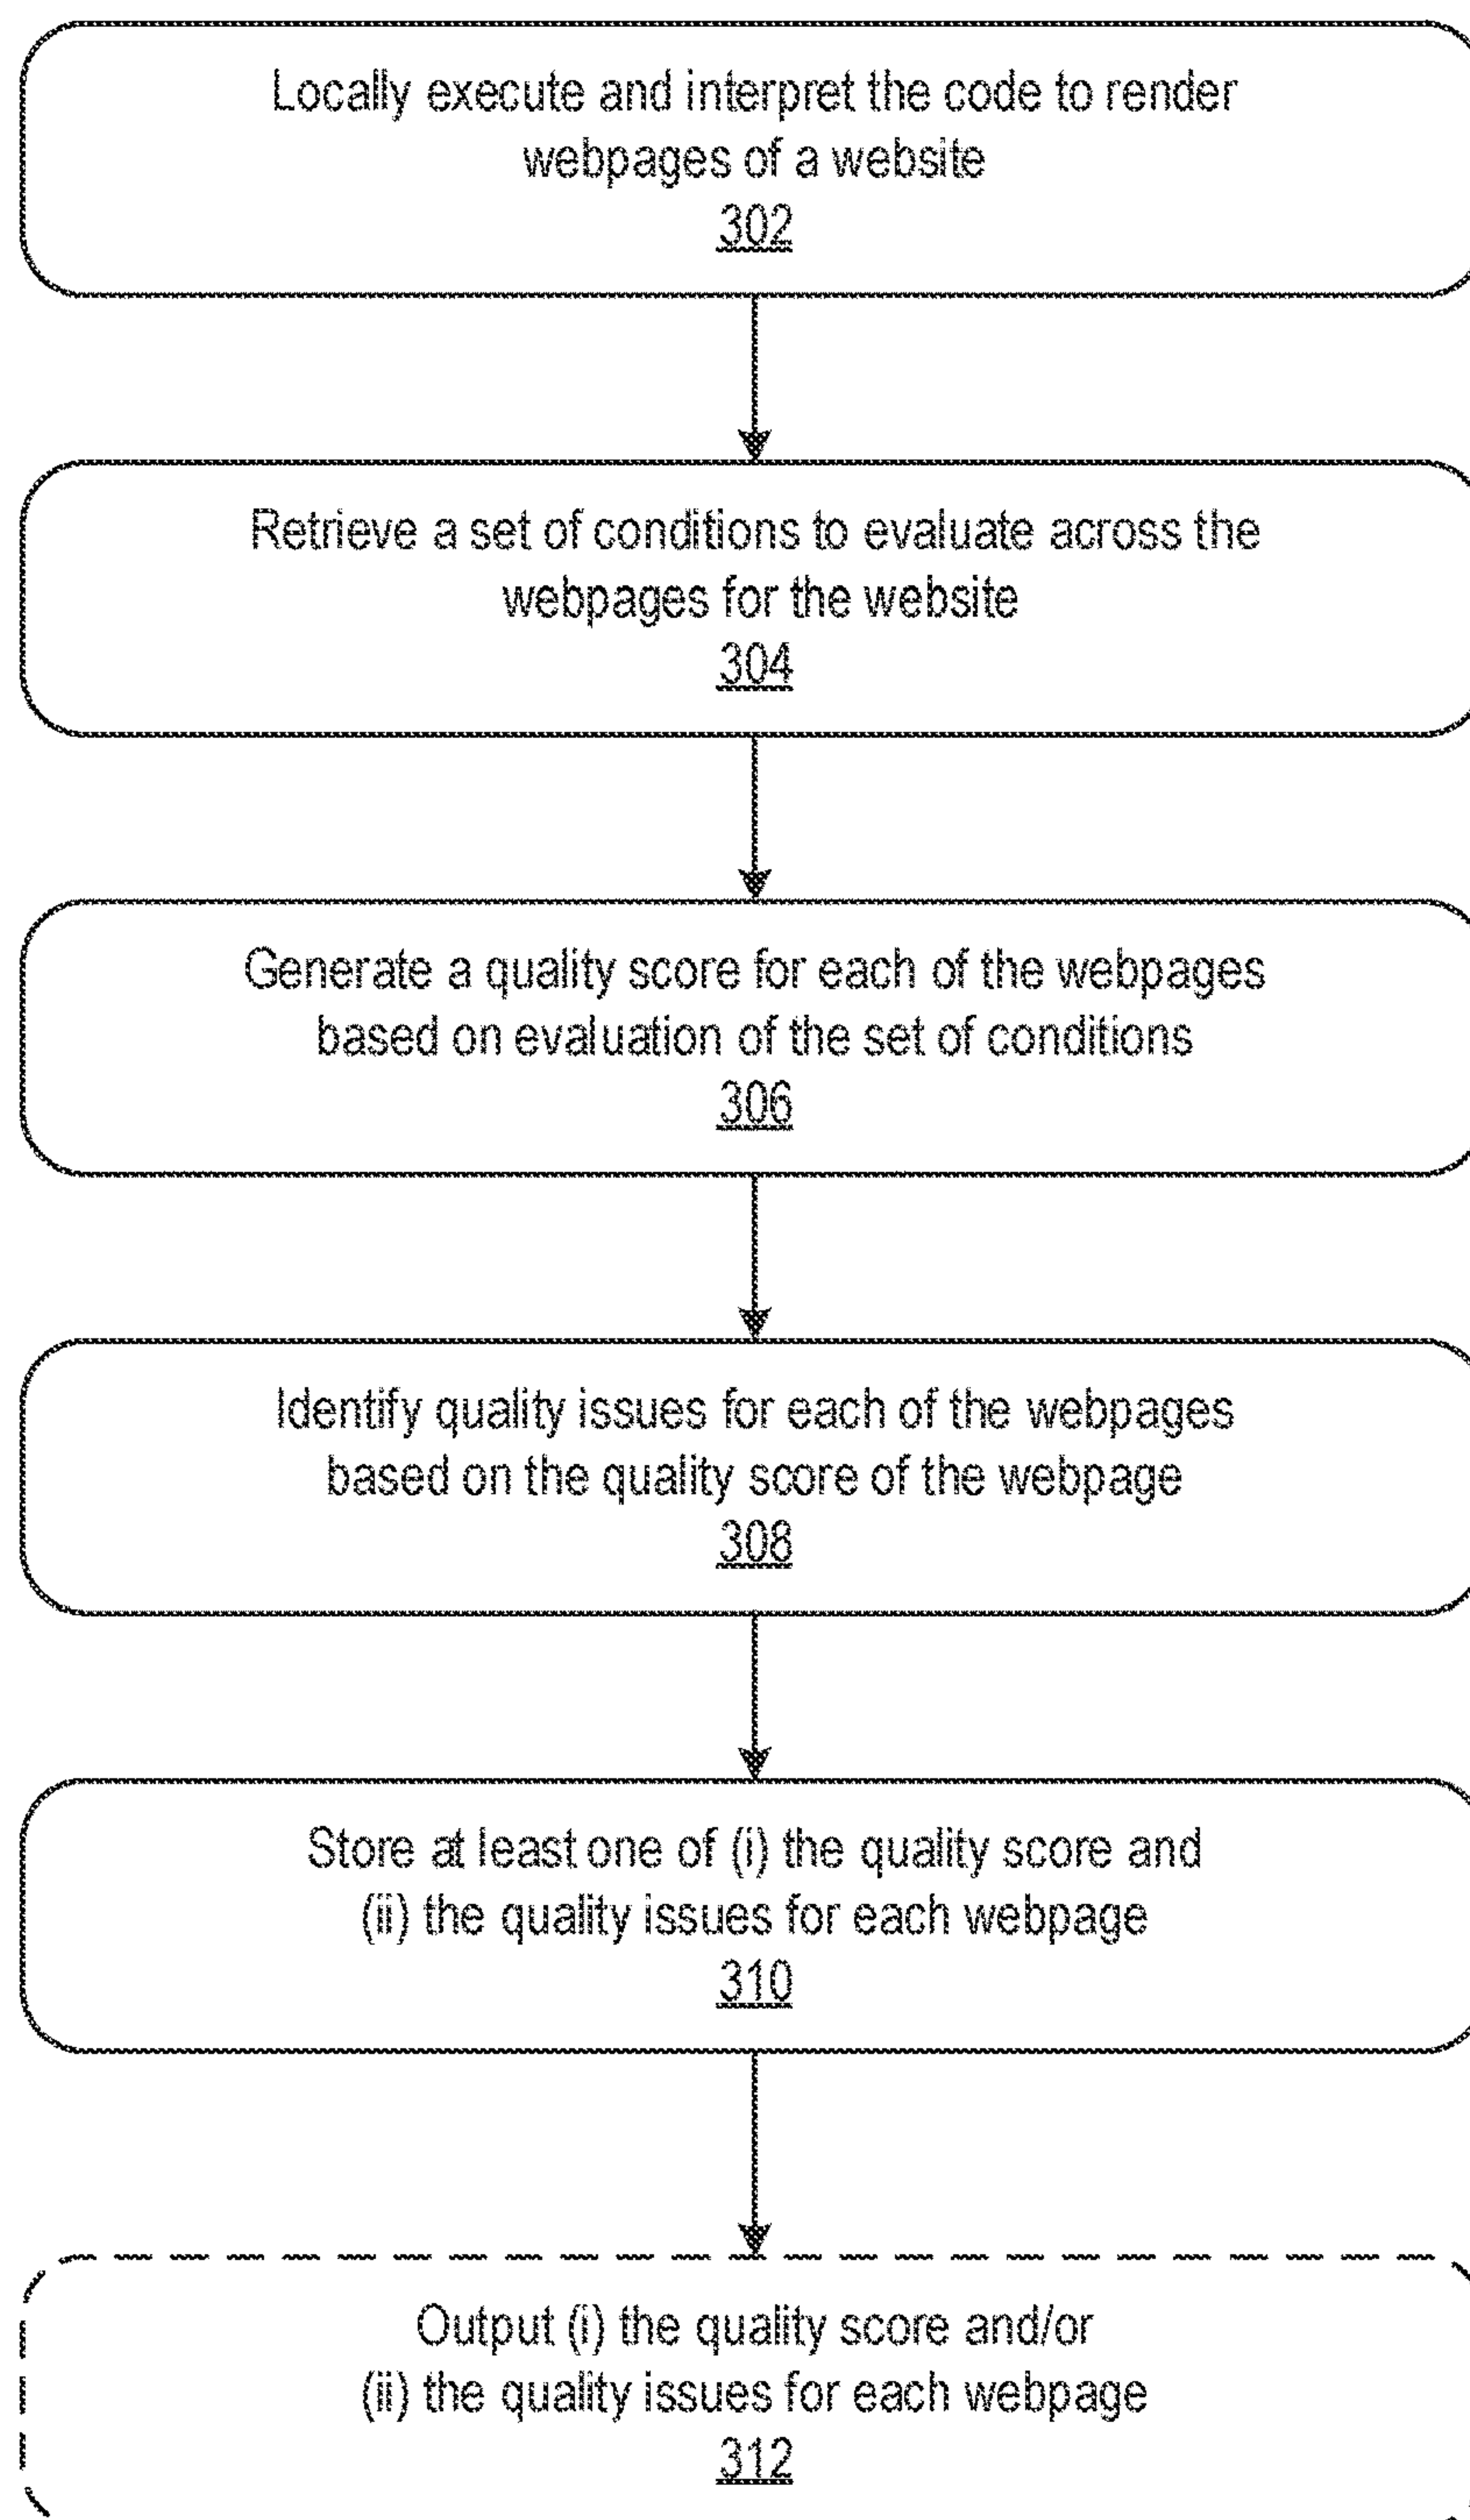 Locally execute and interpret the code to render
webpages of a website
302
Retrieve a set of conditions to evaluate across the
webpages for the website
304
Generate a quality score for each of the webpages
based on evaluation of the set of conditions
306
Identify quality issues for each of the webpages
based on the quality score of the webpage
308
Store at least one of (i) the quality score and
(ii) the quality issues for each webpage
310
Output (i) the quality score and/or
(ii) the quality issues for each webpage
312